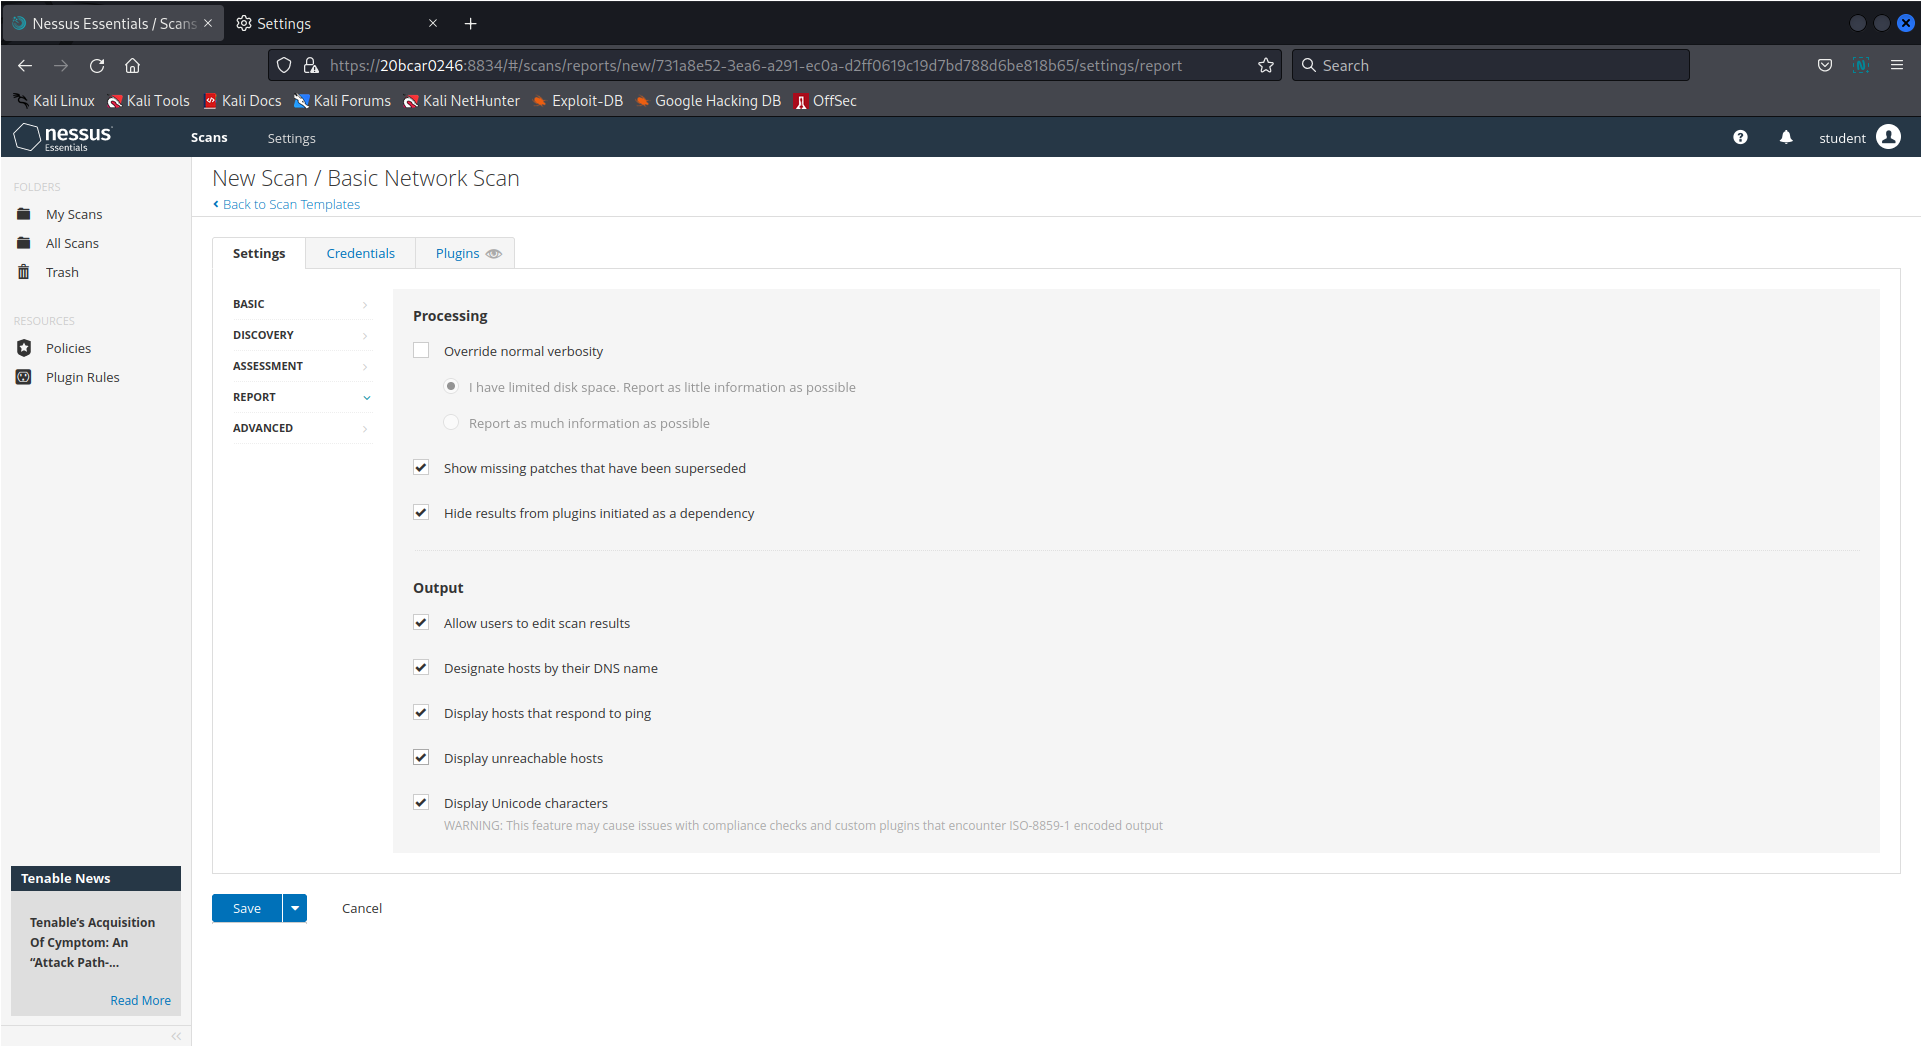 Nessus Essentials / Scans
Settings
https://20bcar0246:8834/#/scans/reports/new/731a8e52-3ea6-a291-ec0a-d2ff0619c19d7bd788d6be818b65/settings/report
Search
Kali Linux
Kali Tools
Kali Docs
Kali Forums
Kali NetHunter
Exploit-DB
Google Hacking DB
OffSec
nessus
Essentials
Scans
Settings
student
FOLDERS
My Scans
All Scans
Trash
RESOURCES
Policies
Plugin Rules
New Scan / Basic Network Scan
Back to Scan Templates
Settings
Credentials
Plugins
BASIC
DISCOVERY
ASSESSMENT
REPORT
ADVANCED
Processing
Override normal verbosity
I have limited disk space. Report as little information as possible
Report as much information as possible
Show missing patches that have been superseded
Hide results from plugins initiated as a dependency
Output
Allow users to edit scan results
Designate hosts by their DNS name
Display hosts that respond to ping
Display unreachable hosts
Display Unicode characters
WARNING: This feature may cause issues with compliance checks and custom plugins that encounter ISO-8859-1 encoded output
Save
Cancel
Tenable News
Tenable’s Acquisition
Of Cymptom: An
“Attack Path-...
Read More